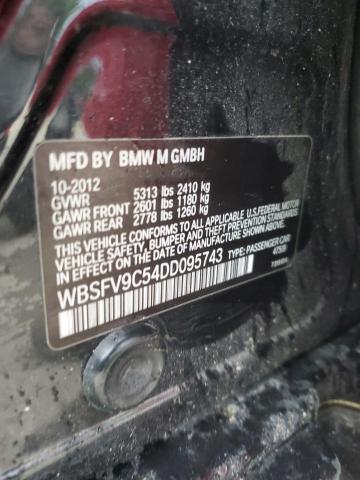 MFD BY BMW M GMBH
10-2012
GVWR 5313 lbs 2410 kg
GAWR FRONT 2601 lbs 1180 kg
GAWR REAR 2778 lbs 1260 kg
THIS VEHICLE CONFORMS TO ALL APPLICABLE U.S. FEDERAL MOTOR
VEHICLE SAFETY, BUMPER AND THEFT PREVENTION STANDARDS
IN EFFECT ON THE DATE OF MANUFACTURE SHOWN ABOVE.
WBSFV9C54DD095743 TYPE: PASSENGER CAR